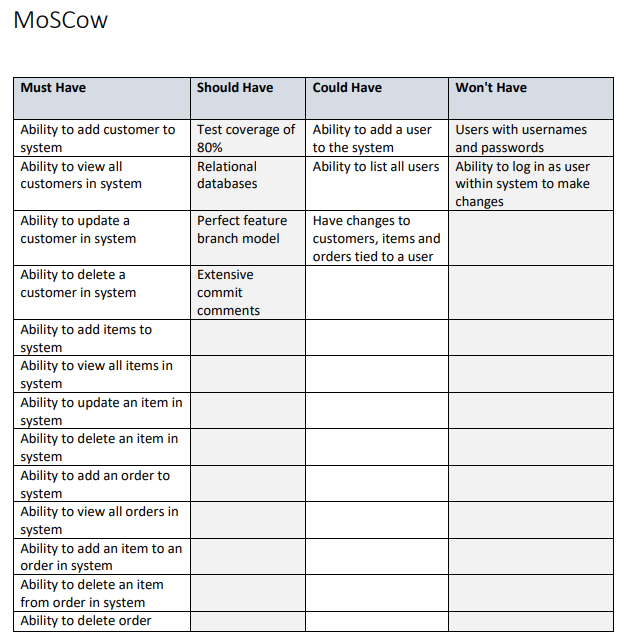 MoSCow
Must Have
Should Have
Could Have
Won't Have
Ability to add customer to
system
Test coverage of
80%
Ability to add a user
to the system
Users with usernames
and passwords
Ability to view all
customers in system
Relational
databases
Ability to list all users
Ability to log in as user
within system to make
changes
Ability to update a
customer in system
Perfect feature
branch model
Have changes to
customers, items and
orders tied to a user
Ability to delete a
customer in system
Extensive
commit
comments
Ability to add items to
system
Ability to view all items in
system
Ability to update an item in
system
Ability to delete an item in
system
Ability to add an order to
system
Ability to view all orders in
system
Ability to add an item to an
order in system
Ability to delete an item
from order in system
Ability to delete order